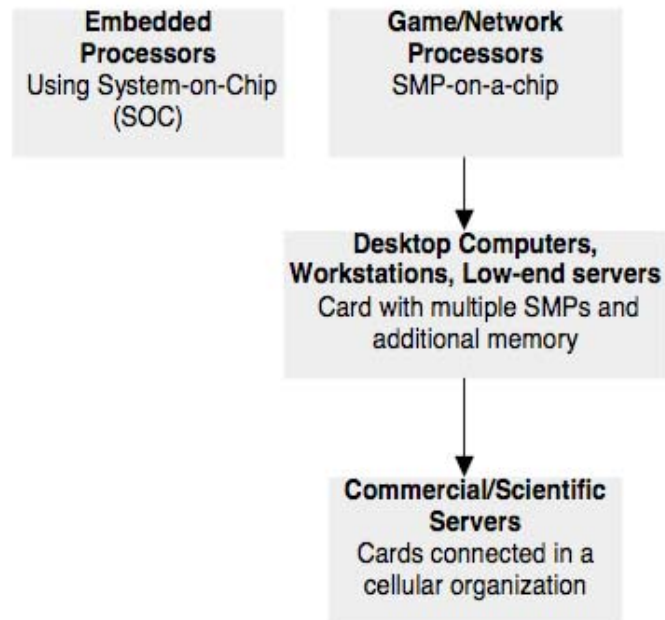 Embedded
Processors
Using System-on-Chip
(SOC)
Game/Network
Processors
SMP-on-a-chip
Desktop Computers,
Workstations, Low-end servers
Card with multiple SMPs and
additional memory
Commercial/Scientific
Servers
Cards connected in a
cellular organization